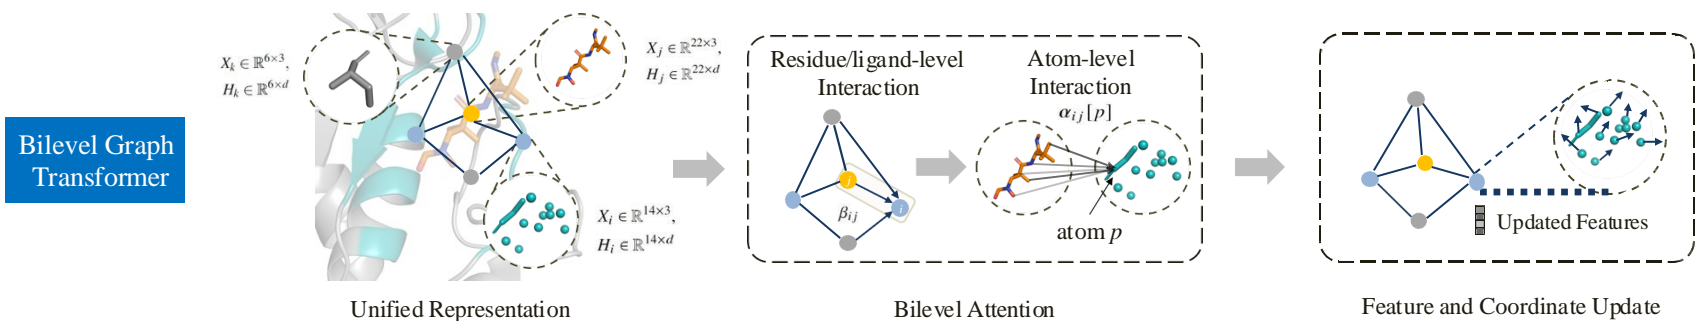 Bilevel Graph
Transformer
X_k ∈ ℝ^{6×3},
H_k ∈ ℝ^{6×d}
X_j ∈ ℝ^{22×3},
H_j ∈ ℝ^{22×d}
X_i ∈ ℝ^{14×3},
H_i ∈ ℝ^{14×d}
Unified Representation
Residue/ligand-level
Interaction
j
i
β_{ij}
Atom-level
Interaction
α_{ij}[p]
atom p
Bilevel Attention
Updated Features
Feature and Coordinate Update